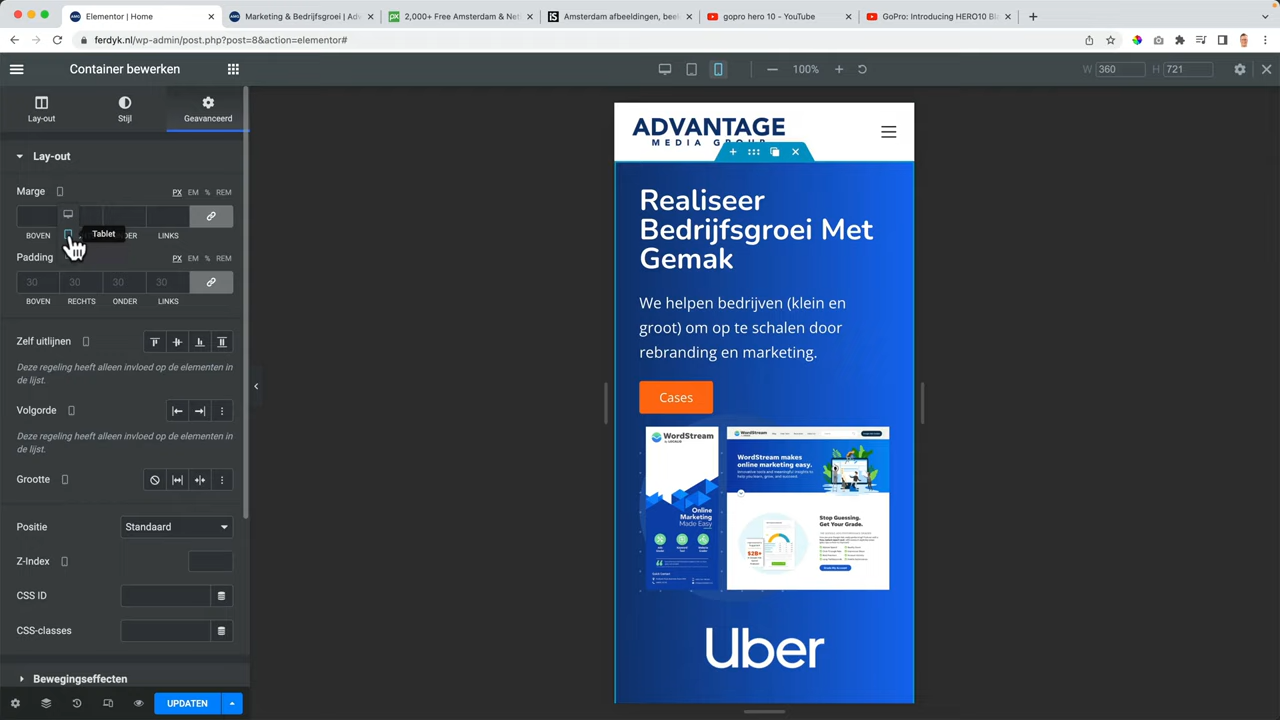 Elementor | Home
Marketing & Bedrijfsgroei | Adv
2,000+ Free Amsterdam & Net
Amsterdam afbeeldingen, beel
gopro hero 10 - YouTube
GoPro: Introducing HERO10 Bl
ferdyk.nl/wp-admin/post.php?post=8&action=elementor#
Container bewerken
100%
W 360
H 721
Lay-out
Stijl
Geavanceerd
Lay-out
Marge
PX EM % REM
BOVEN
Tablet
DER
LINKS
Padding
PX EM % REM
30 30 30 30
BOVEN RECHTS ONDER LINKS
Zelf uitlijnen
Deze regeling heeft alleen invloed op de elementen in
de lijst.
Volgorde
Deze regeling heeft alleen invloed op de elementen in
de lijst.
Grootte
Positie
Standaard
Z-Index
CSS ID
CSS-classes
Bewegingseffecten
UPDATEN
ADVANTAGE
MEDIA GROUP
Realiseer
Bedrijfsgroei Met
Gemak
We helpen bedrijven (klein en
groot) om op te schalen door
rebranding en marketing.
Cases
WordStream
Online
Marketing
Made Easy
WordStream
WordStream makes
online marketing easy.
Stop Guessing,
Get Your Grade.
Uber